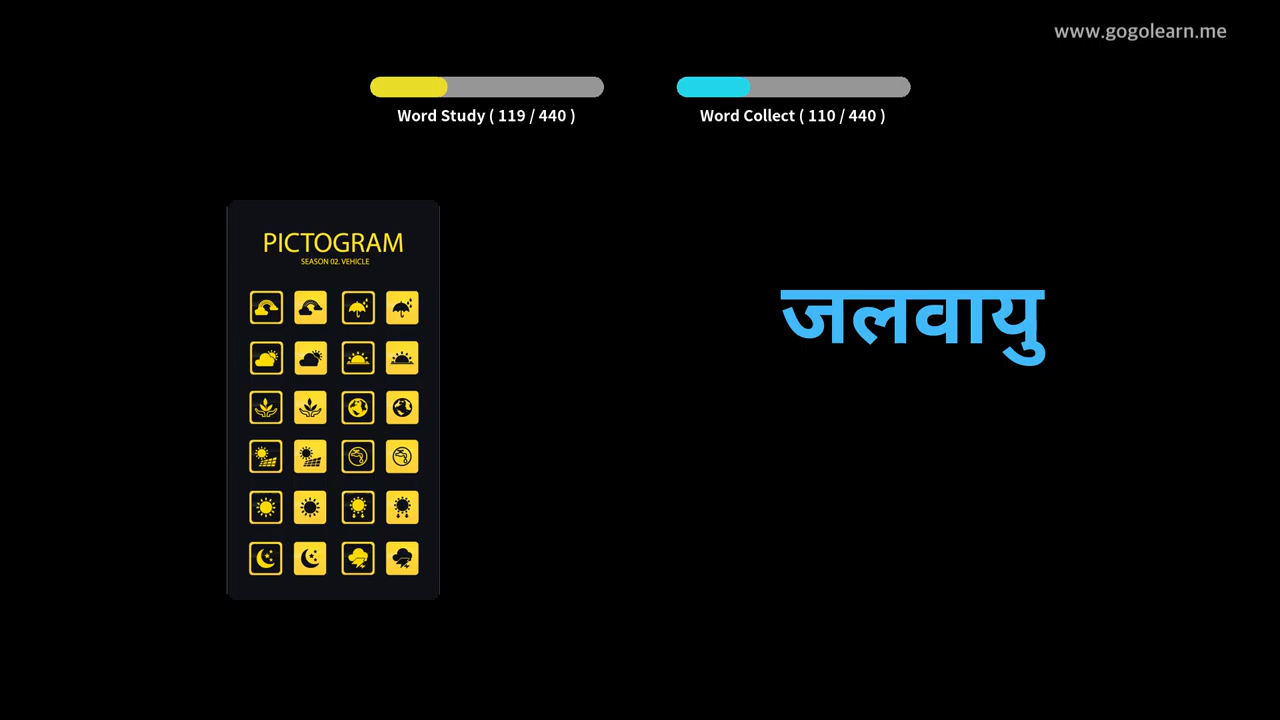 www.gogolearn.me
Word Study ( 119 / 440 )
Word Collect ( 110 / 440 )
PICTOGRAM
SEASON 02. VEHICLE
जलवायु